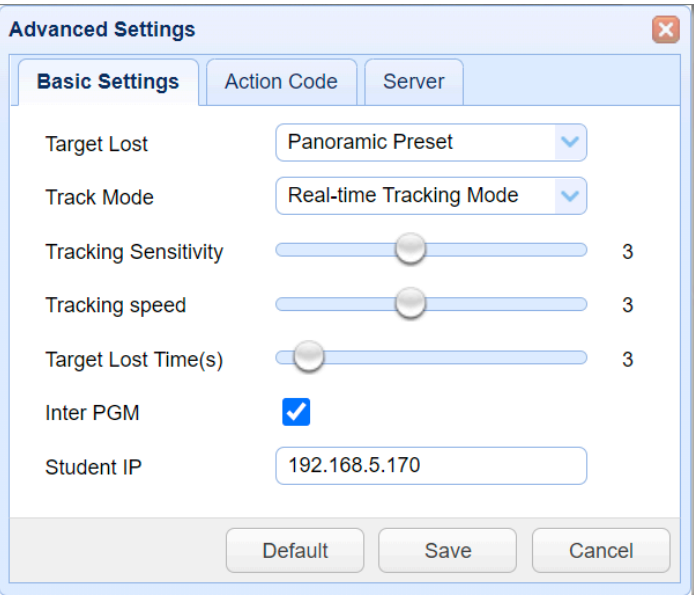 Advanced Settings
Basic Settings Action Code Server
Target Lost Panoramic Preset
Track Mode Real-time Tracking Mode
Tracking Sensitivity 3
Tracking speed 3
Target Lost Time(s) 3
Inter PGM
Student IP 192.168.5.170
Default Save Cancel